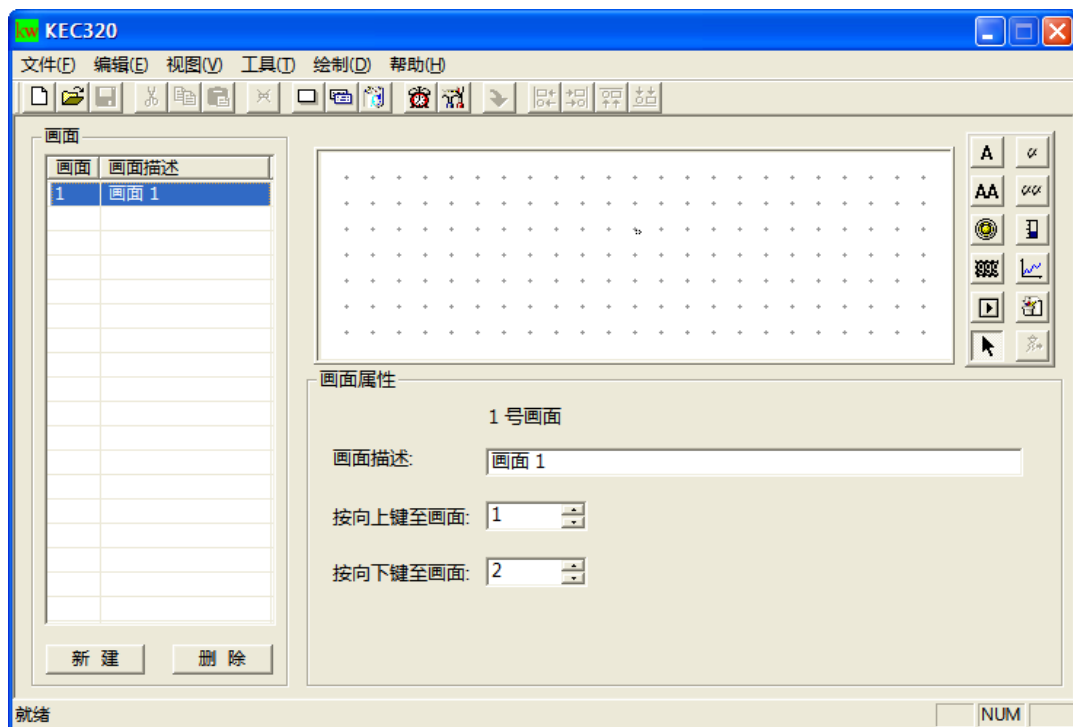 kw KEC320
文件(F) 编辑(E) 视图(V) 工具(T) 绘制(D) 帮助(H)
画面
画面 画面描述
1 画面 1
A
AA
画面属性
1 号画面
画面描述: 画面 1
按向上键至画面: 1
按向下键至画面: 2
新 建 删 除
就绪 NUM